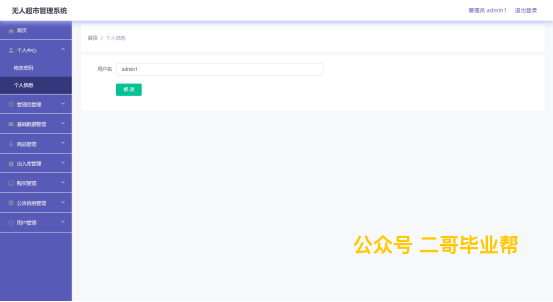 无人超市管理系统
管理员 admin1 退出登录
首页
个人中心
修改密码
个人信息
管理员管理
基础数据管理
商品管理
出入库管理
购买管理
公告信息管理
用户管理
首页 / 个人信息
用户名 admin1
修 改
公众号 二哥毕业帮